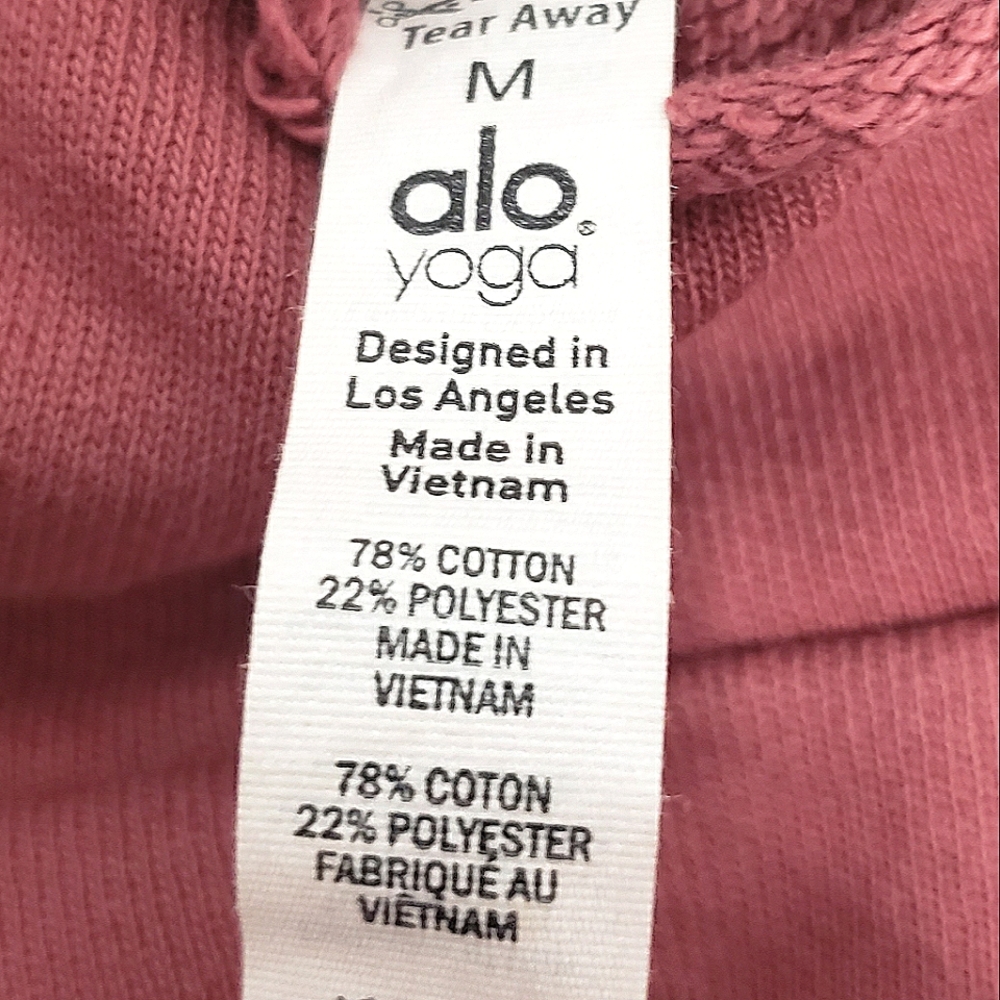 Tear Away
M
alo®
yoga
Designed in
Los Angeles
Made in
Vietnam
78% COTTON
22% POLYESTER
MADE IN
VIETNAM
78% COTON
22% POLYESTER
FABRIQUÉ AU
VIÊTNAM